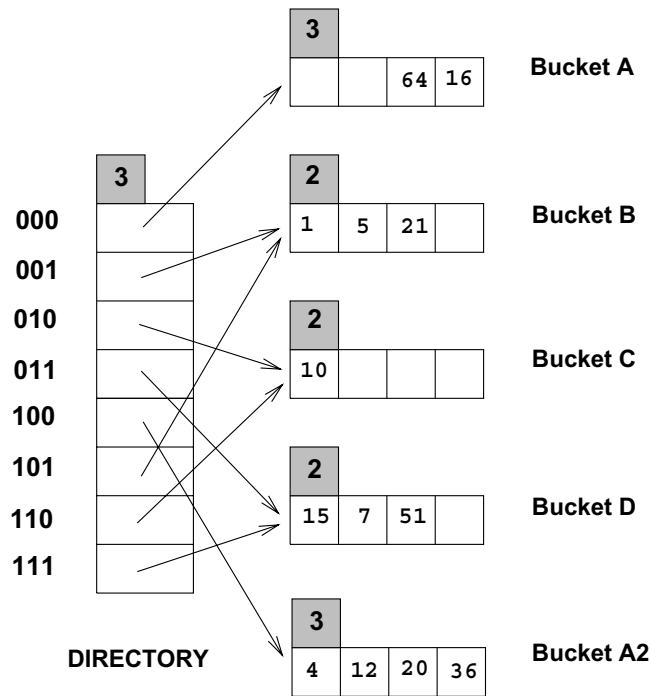 3
64 16
Bucket A
3
2
000
1 5 21
Bucket B
001
010
2
10
Bucket C
011
100
101
2
110
15 7 51
Bucket D
111
3
DIRECTORY
4 12 20 36
Bucket A2